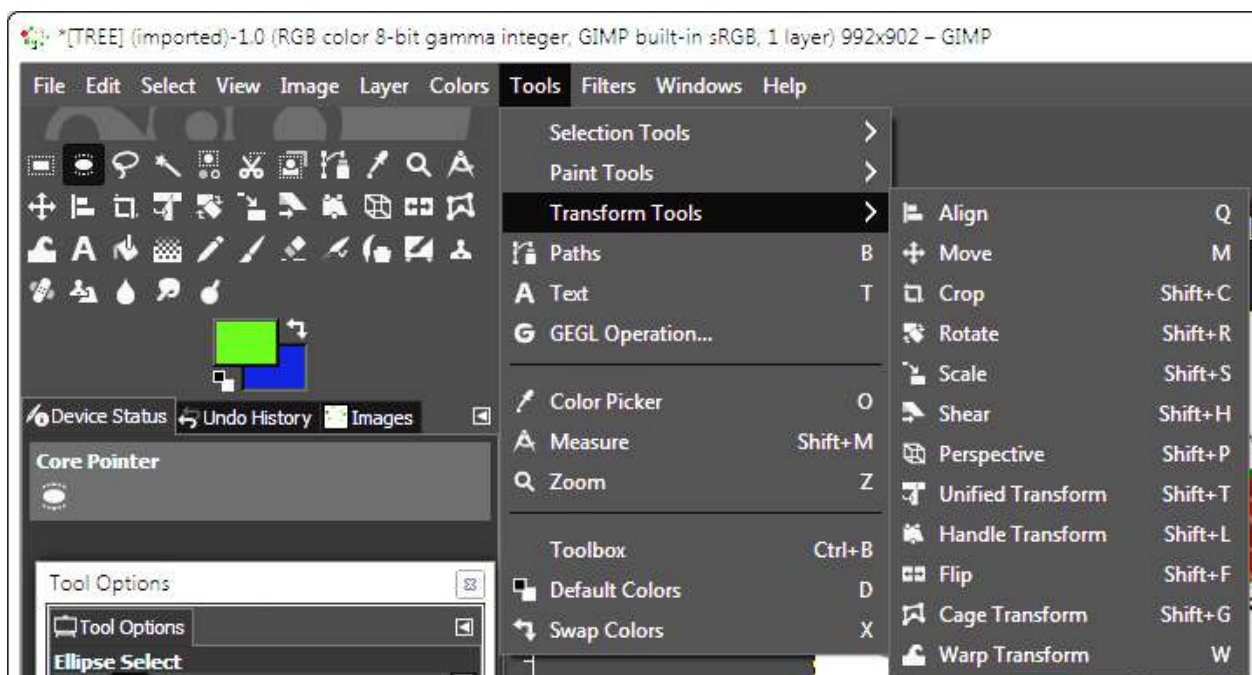 *[TREE] (imported)-1.0 (RGB color 8-bit gamma integer, GIMP built-in sRGB, 1 layer) 992x902 – GIMP
File Edit Select View Image Layer Colors Tools Filters Windows Help
Selection Tools
Paint Tools
Transform Tools
Paths B
Text T
GEGL Operation...
Color Picker O
Measure Shift+M
Zoom Z
Toolbox Ctrl+B
Default Colors D
Swap Colors X
Align Q
Move M
Crop Shift+C
Rotate Shift+R
Scale Shift+S
Shear Shift+H
Perspective Shift+P
Unified Transform Shift+T
Handle Transform Shift+L
Flip Shift+F
Cage Transform Shift+G
Warp Transform W
Device Status Undo History Images
Core Pointer
Tool Options
Tool Options
Ellipse Select